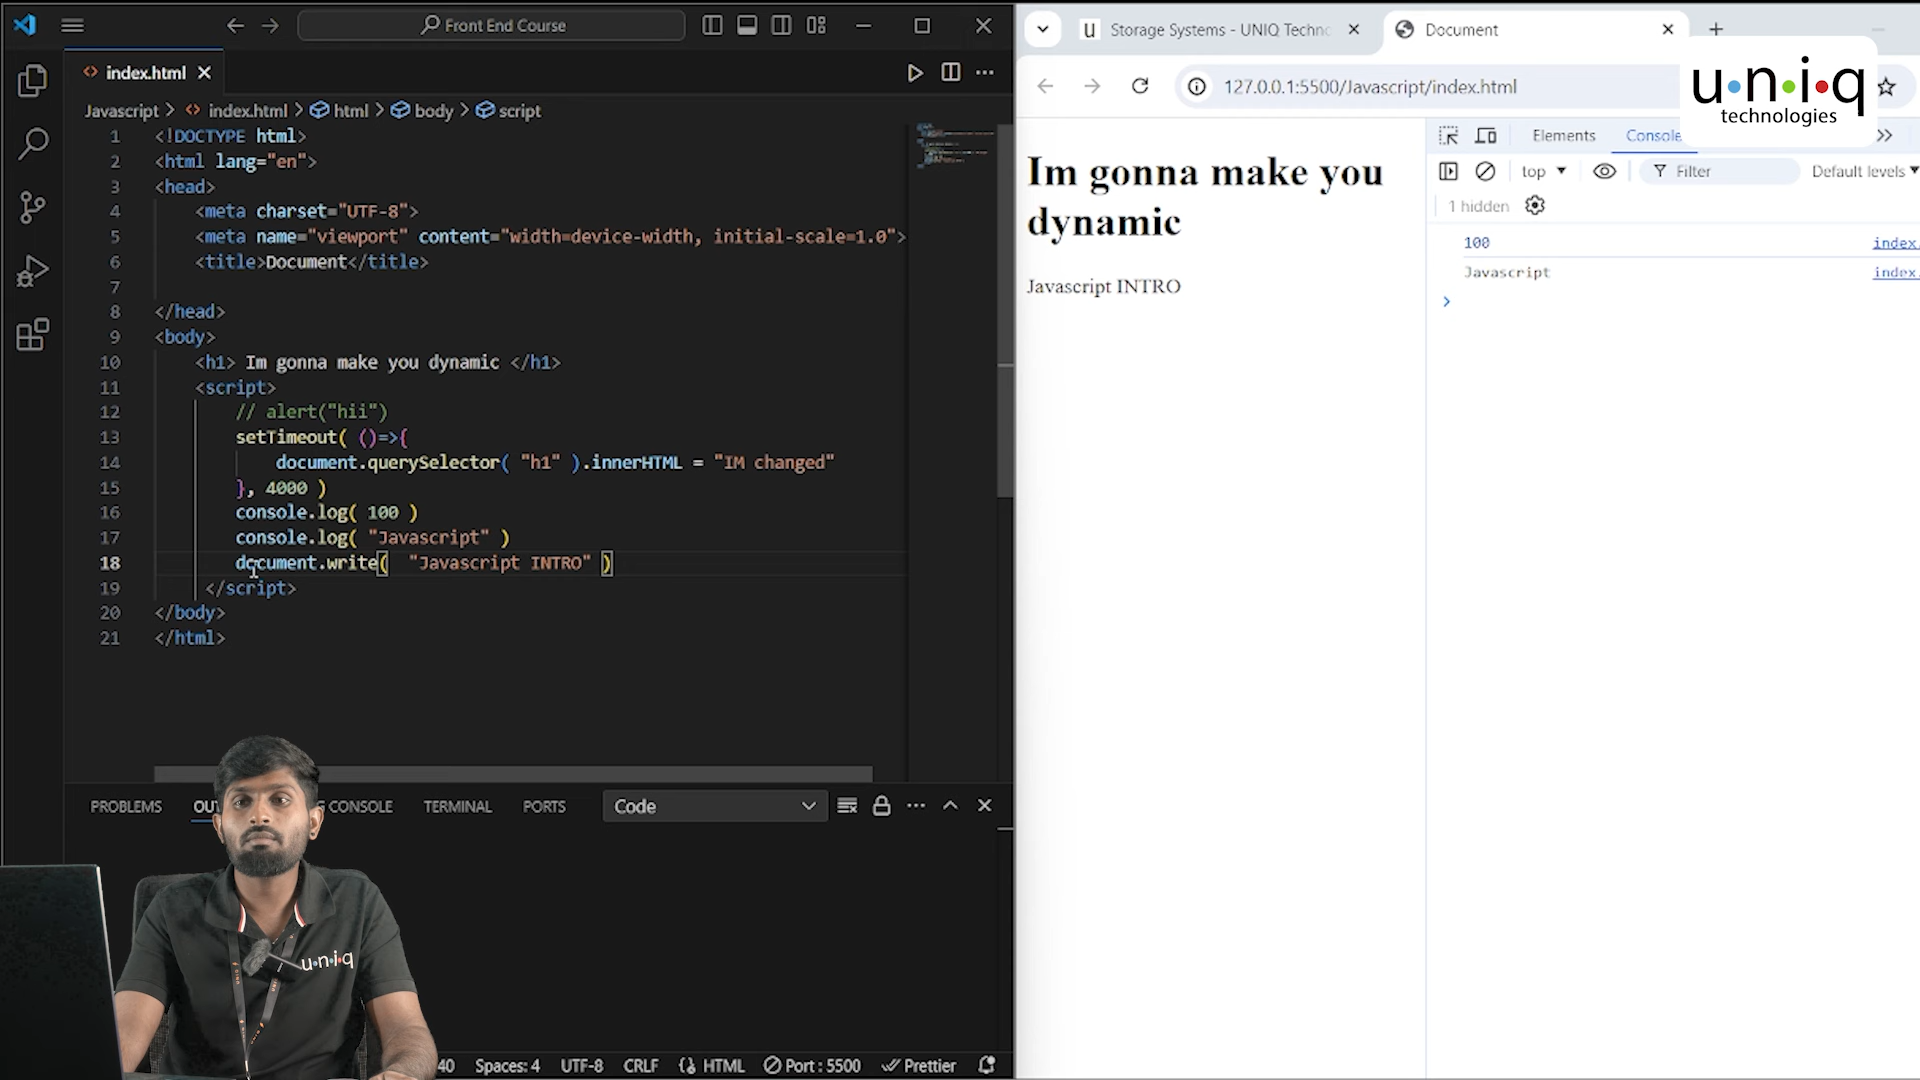 Front End Course
index.html
Javascript > index.html > html > body > script
1 <!DOCTYPE html>
2 <html lang="en">
3 <head>
4 <meta charset="UTF-8">
5 <meta name="viewport" content="width=device-width, initial-scale=1.0">
6 <title>Document</title>
7
8 </head>
9 <body>
10 <h1> Im gonna make you dynamic </h1>
11 <script>
12 // alert("hii")
13 setTimeout( ()=>{
14 document.querySelector( "h1" ).innerHTML = "IM changed"
15 }, 4000 )
16 console.log( 100 )
17 console.log( "Javascript" )
18 document.write(  "Javascript INTRO" )
19 </script>
20 </body>
21 </html>
PROBLEMS OU G CONSOLE TERMINAL PORTS Code
u·n·i·q
40 Spaces: 4 UTF-8 CRLF HTML Port : 5500 Prettier
Storage Systems - UNIQ Techno
Document
127.0.0.1:5500/Javascript/index.html
u·n·i·q
technologies
Im gonna make you
dynamic
Javascript INTRO
Elements Console
top Filter Default levels
1 hidden
100 index.
Javascript index.